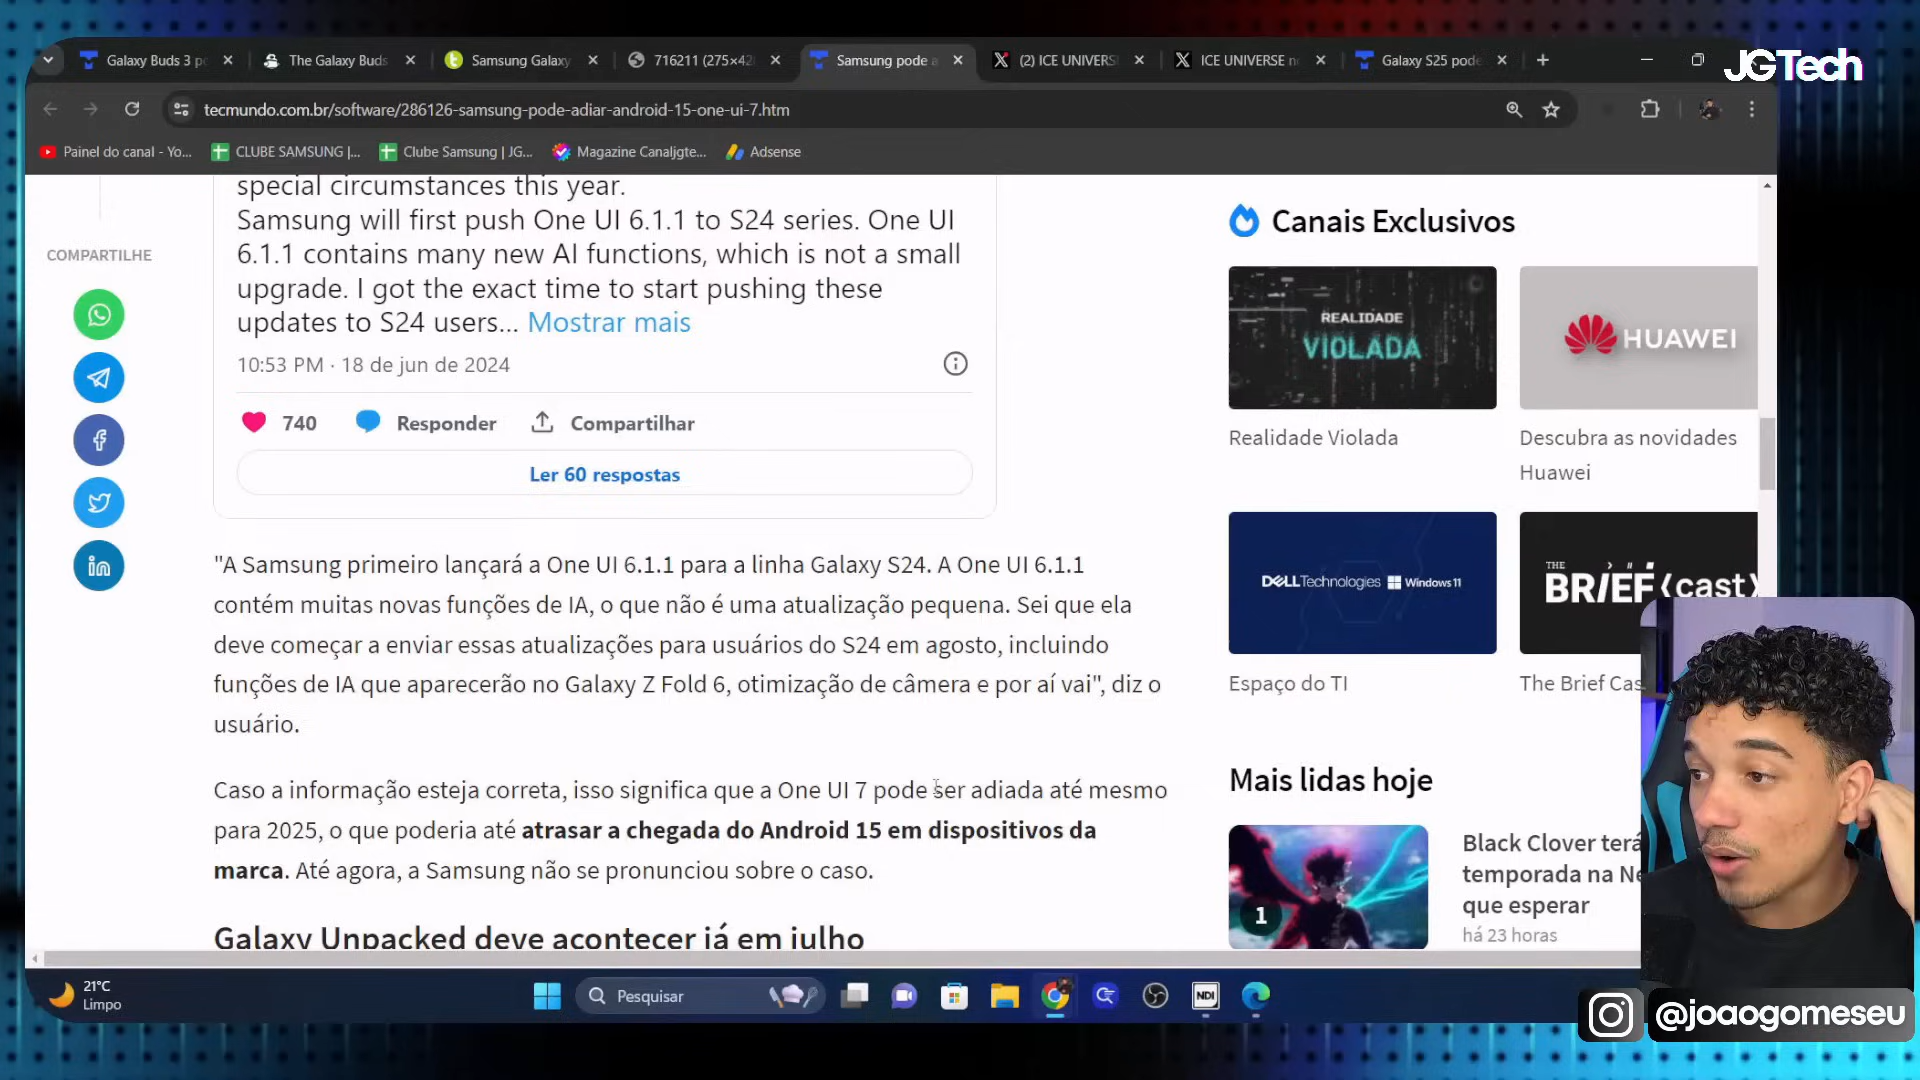 Galaxy Buds 3 p
The Galaxy Buds
Samsung Galaxy
716211 (275×42
Samsung pode a
(2) ICE UNIVERS
ICE UNIVERSE n
Galaxy S25 pod
JGTech
tecmundo.com.br/software/286126-samsung-pode-adiar-android-15-one-ui-7.htm
Painel do canal - Yo...
CLUBE SAMSUNG |...
Clube Samsung | JG...
Magazine Canaljgte...
Adsense
special circumstances this year.
Samsung will first push One UI 6.1.1 to S24 series. One UI
6.1.1 contains many new AI functions, which is not a small
upgrade. I got the exact time to start pushing these
updates to S24 users... Mostrar mais
10:53 PM · 18 de jun de 2024
740 Responder Compartilhar
Ler 60 respostas
COMPARTILHE
"A Samsung primeiro lançará a One UI 6.1.1 para a linha Galaxy S24. A One UI 6.1.1
contém muitas novas funções de IA, o que não é uma atualização pequena. Sei que ela
deve começar a enviar essas atualizações para usuários do S24 em agosto, incluindo
funções de IA que aparecerão no Galaxy Z Fold 6, otimização de câmera e por aí vai", diz o
usuário.
Caso a informação esteja correta, isso significa que a One UI 7 pode ser adiada até mesmo
para 2025, o que poderia até atrasar a chegada do Android 15 em dispositivos da
marca. Até agora, a Samsung não se pronunciou sobre o caso.
Galaxy Unpacked deve acontecer já em julho
Canais Exclusivos
REALIDADE
VIOLADA
HUAWEI
Realidade Violada
Descubra as novidades
Huawei
DELLTechnologies Windows 11
THE
BR/EF(cast)
Espaço do TI
The Brief Cas
Mais lidas hoje
1
Black Clover terá
temporada na Ne
que esperar
há 23 horas
21°C
Limpo
Pesquisar
NDI
@joaogomeseu